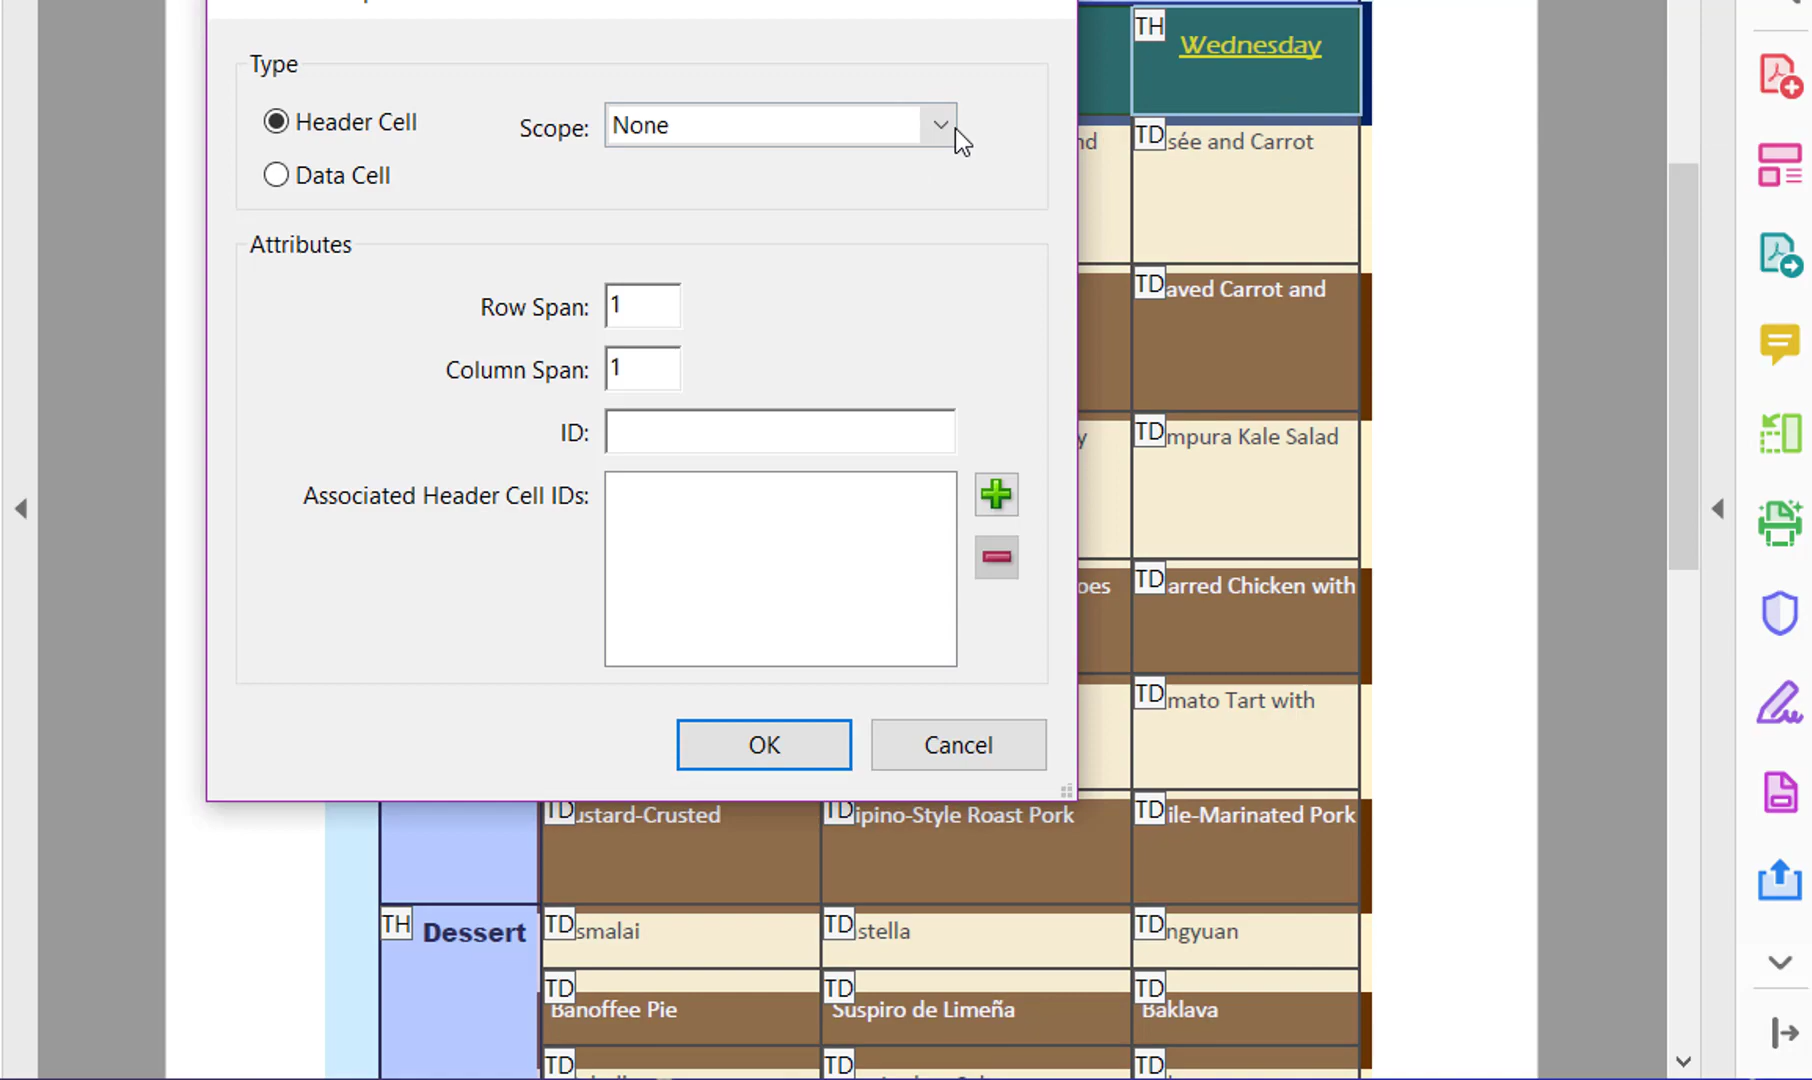 Type
Header Cell
Scope: None
Data Cell
Attributes
Row Span: 1
Column Span: 1
ID:
Associated Header Cell IDs:
OK
Cancel
TH
Wednesday
nd
TD sée and Carrot
TD aved Carrot and
y
TD mpura Kale Salad
oes
TD arred Chicken with
TD mato Tart with
TD ustard-Crusted
TD ipino-Style Roast Pork
TD ile-Marinated Pork
TH Dessert
TD smalai
TD stella
TD ngyuan
TD
Banoffee Pie
TD
Suspiro de Limeña
TD
Baklava
TD
TD
TD